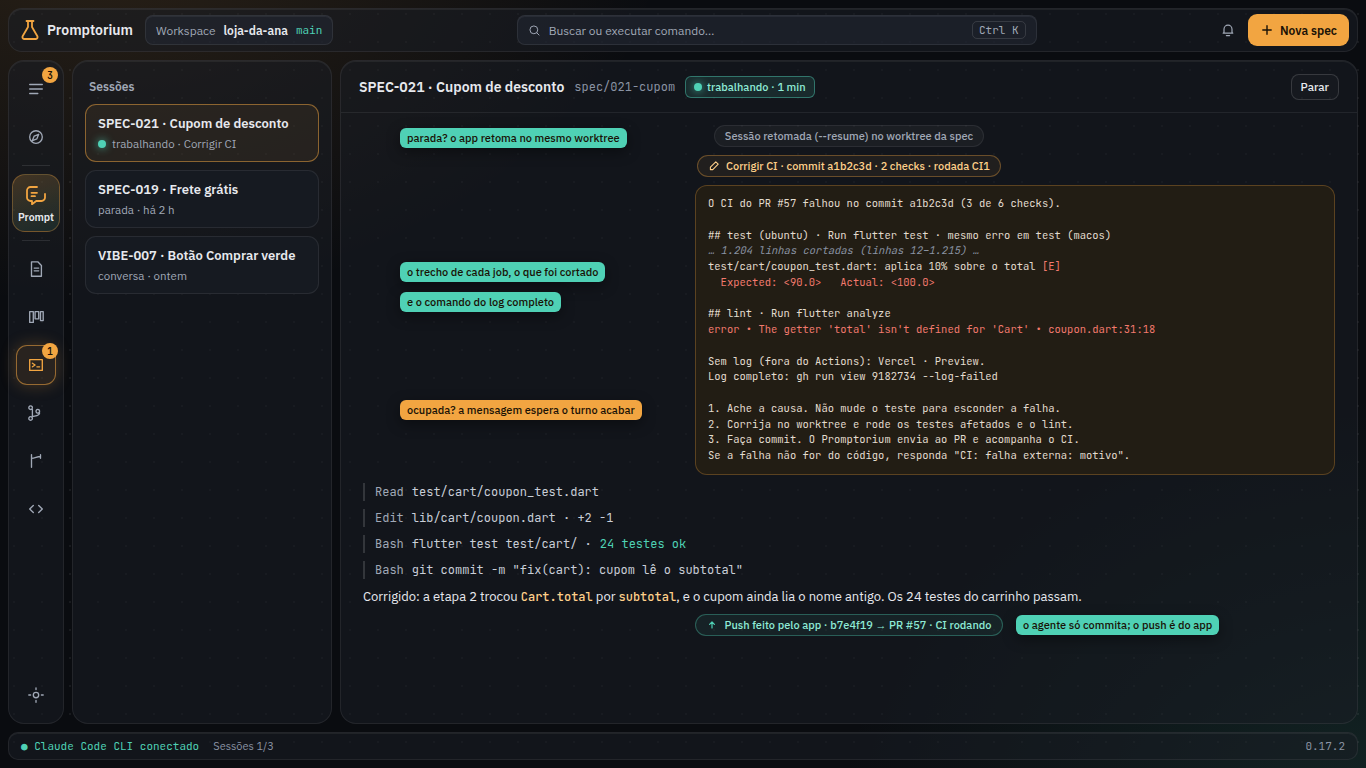 Promptorium
Workspace loja-da-ana main
Buscar ou executar comando...
Ctrl K
Nova spec
3
Prompt
1
Sessões
SPEC-021 · Cupom de desconto
trabalhando · Corrigir CI
SPEC-019 · Frete grátis
parada · há 2 h
VIBE-007 · Botão Comprar verde
conversa · ontem
SPEC-021 · Cupom de desconto spec/021-cupom trabalhando · 1 min
Parar
parada? o app retoma no mesmo worktree
Sessão retomada (--resume) no worktree da spec
Corrigir CI · commit a1b2c3d · 2 checks · rodada CI1
O CI do PR #57 falhou no commit a1b2c3d (3 de 6 checks).
## test (ubuntu) · Run flutter test · mesmo erro em test (macos)
… 1.204 linhas cortadas (linhas 12–1.215) …
test/cart/coupon_test.dart: aplica 10% sobre o total [E]
Expected: <90.0> Actual: <100.0>
## lint · Run flutter analyze
error • The getter 'total' isn't defined for 'Cart' • coupon.dart:31:18
Sem log (fora do Actions): Vercel · Preview.
Log completo: gh run view 9182734 --log-failed
1. Ache a causa. Não mude o teste para esconder a falha.
2. Corrija no worktree e rode os testes afetados e o lint.
3. Faça commit. O Promptorium envia ao PR e acompanha o CI.
Se a falha não for do código, responda "CI: falha externa: motivo".
o trecho de cada job, o que foi cortado
e o comando do log completo
ocupada? a mensagem espera o turno acabar
Read test/cart/coupon_test.dart
Edit lib/cart/coupon.dart · +2 -1
Bash flutter test test/cart/ · 24 testes ok
Bash git commit -m "fix(cart): cupom lê o subtotal"
Corrigido: a etapa 2 trocou Cart.total por subtotal, e o cupom ainda lia o nome antigo. Os 24 testes do carrinho passam.
Push feito pelo app · b7e4f19 → PR #57 · CI rodando
o agente só commita; o push é do app
Claude Code CLI conectado Sessões 1/3
0.17.2